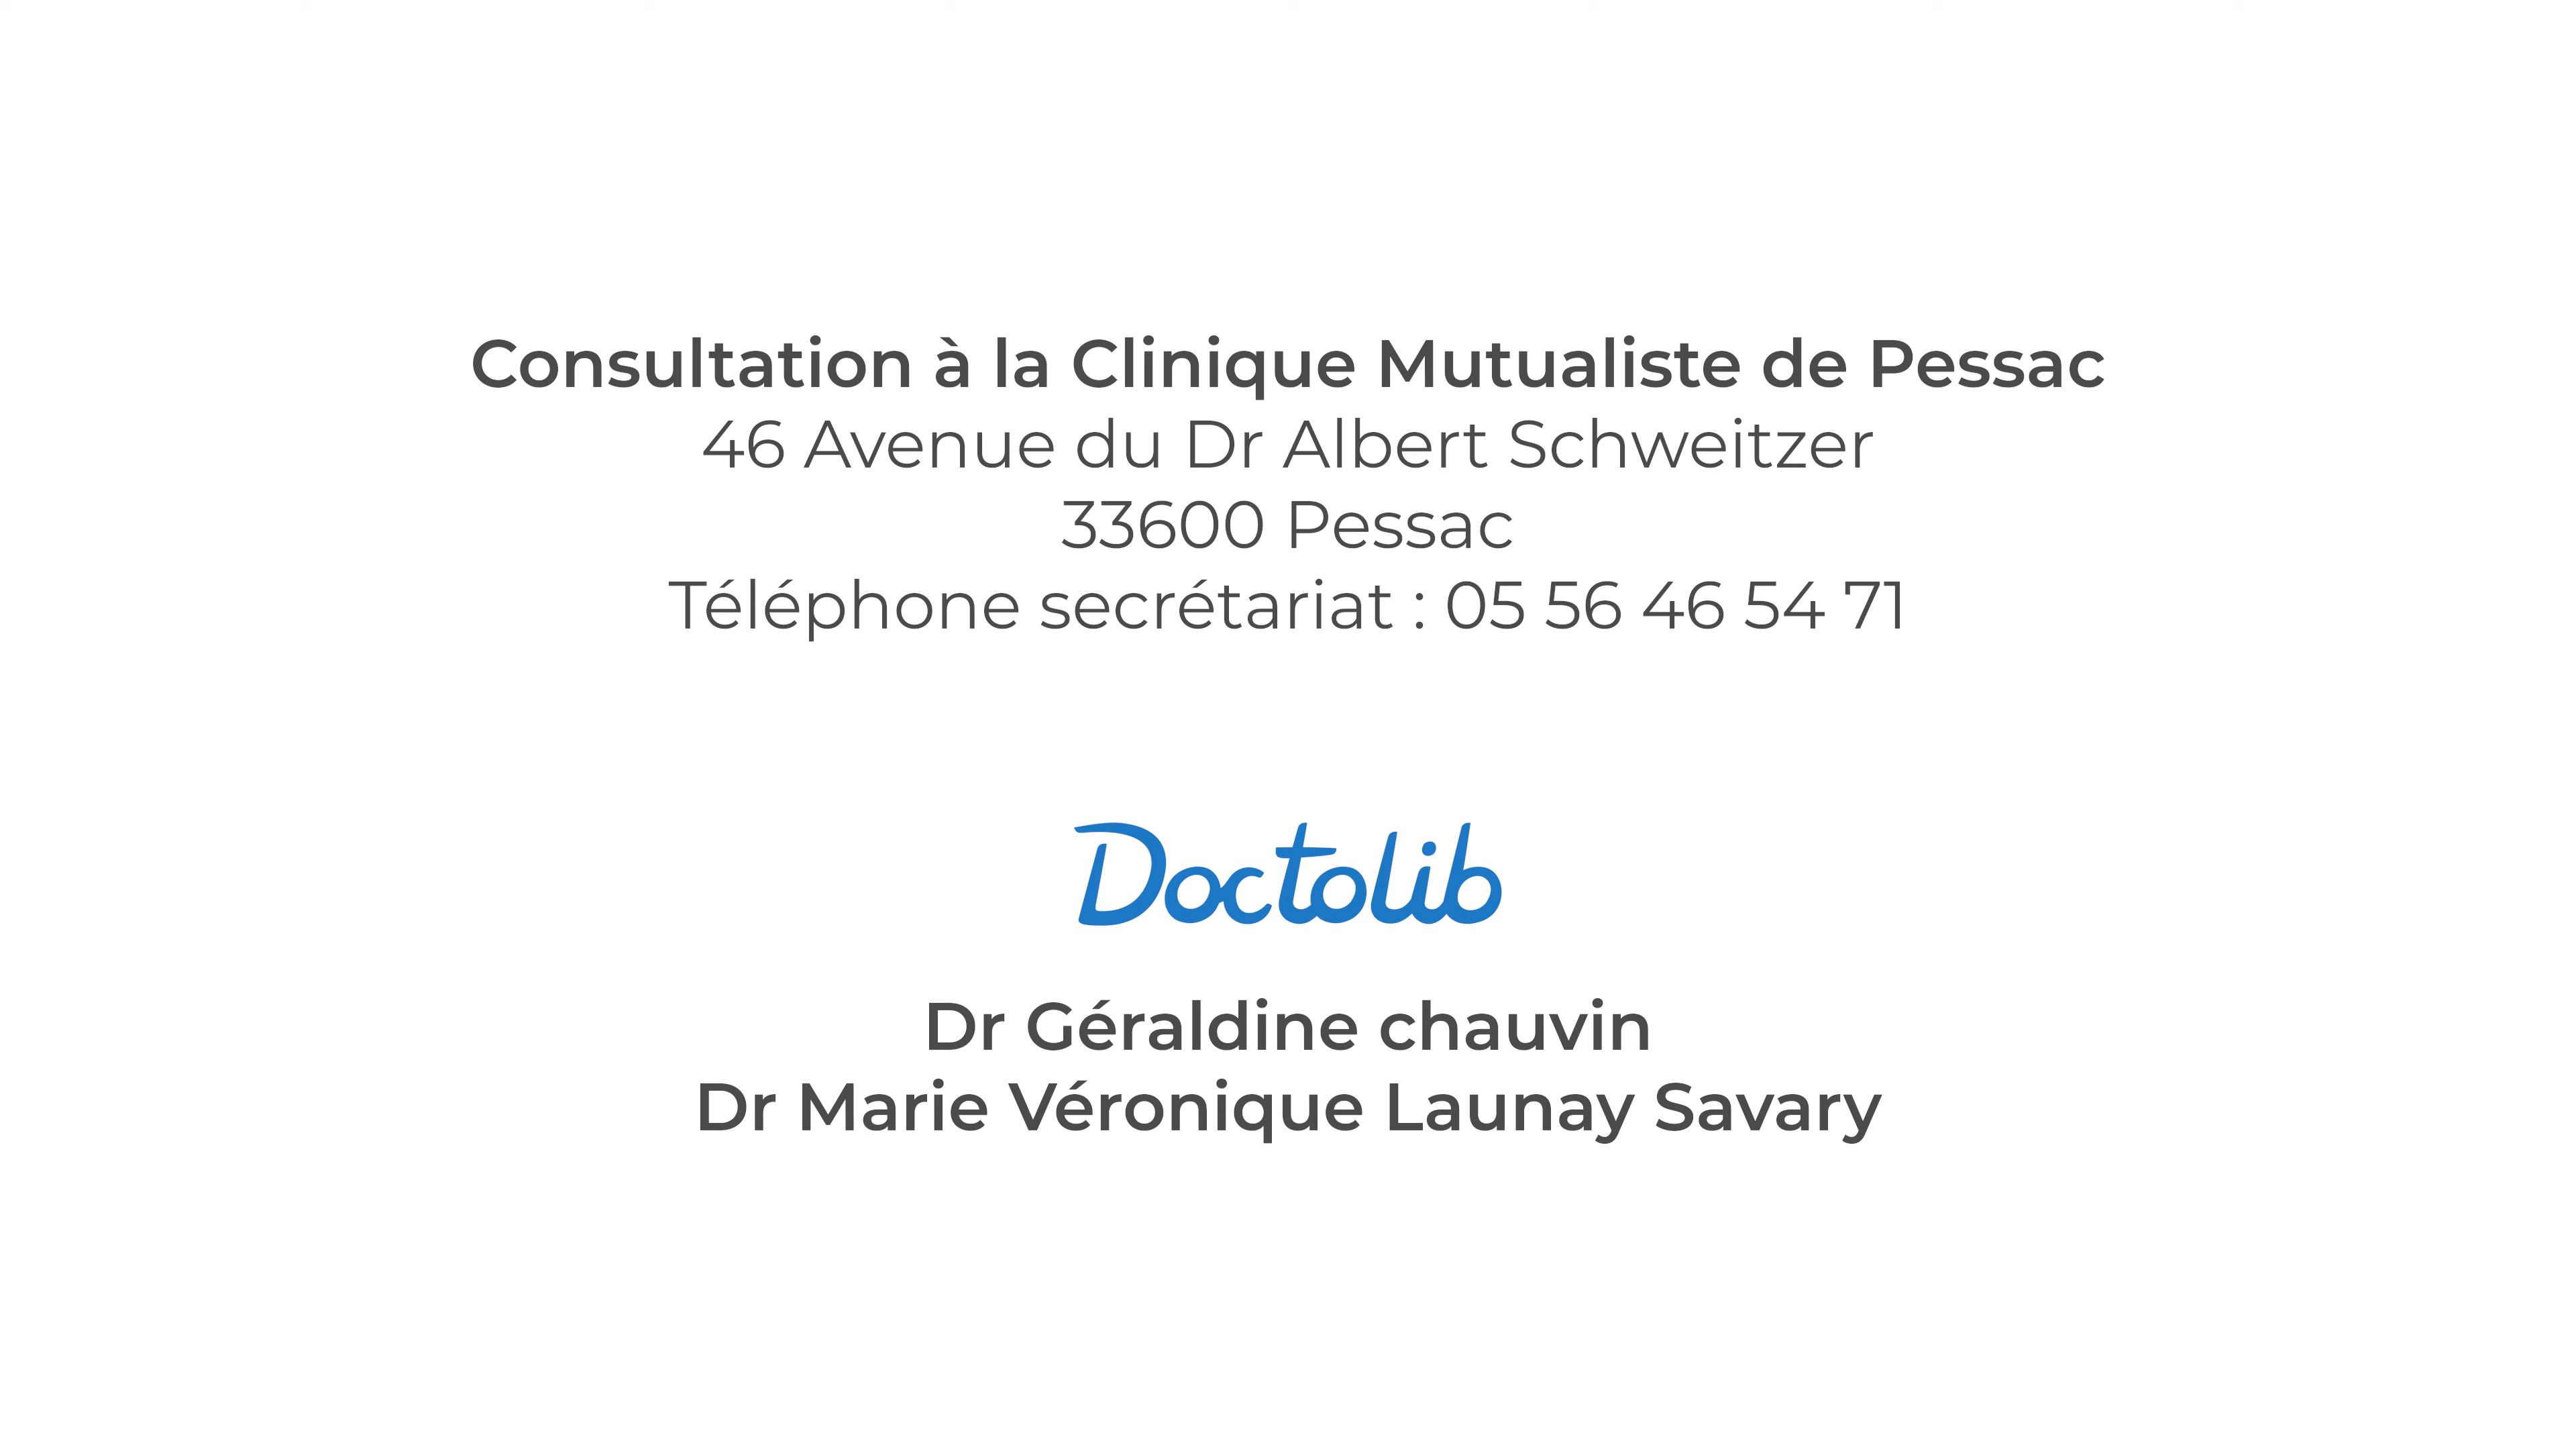 Consultation à la Clinique Mutualiste de Pessac
46 Avenue du Dr Albert Schweitzer
33600 Pessac
Téléphone secrétariat : 05 56 46 54 71
Doctolib
Dr Géraldine chauvin
Dr Marie Véronique Launay Savary